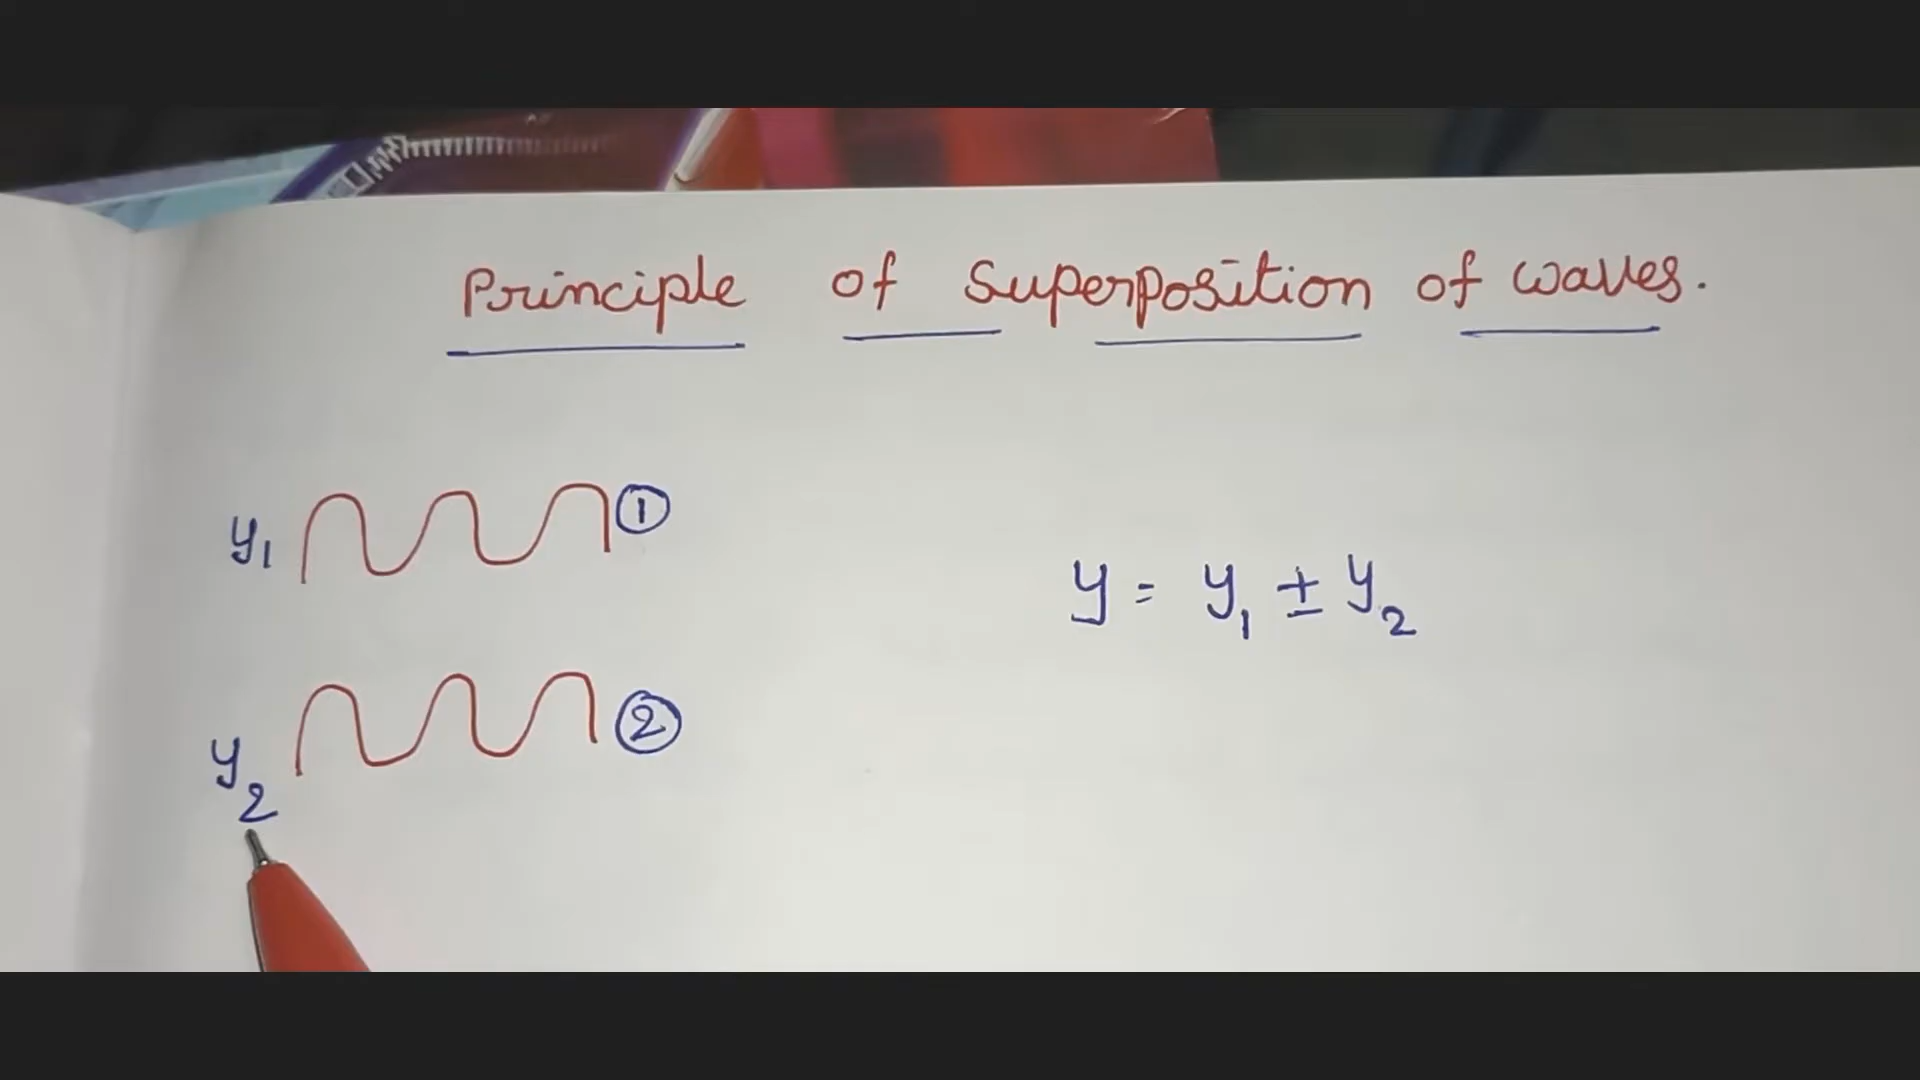 Principle of Superposition of waves.
y₁ ①
y = y₁ ± y₂
y₂ ②